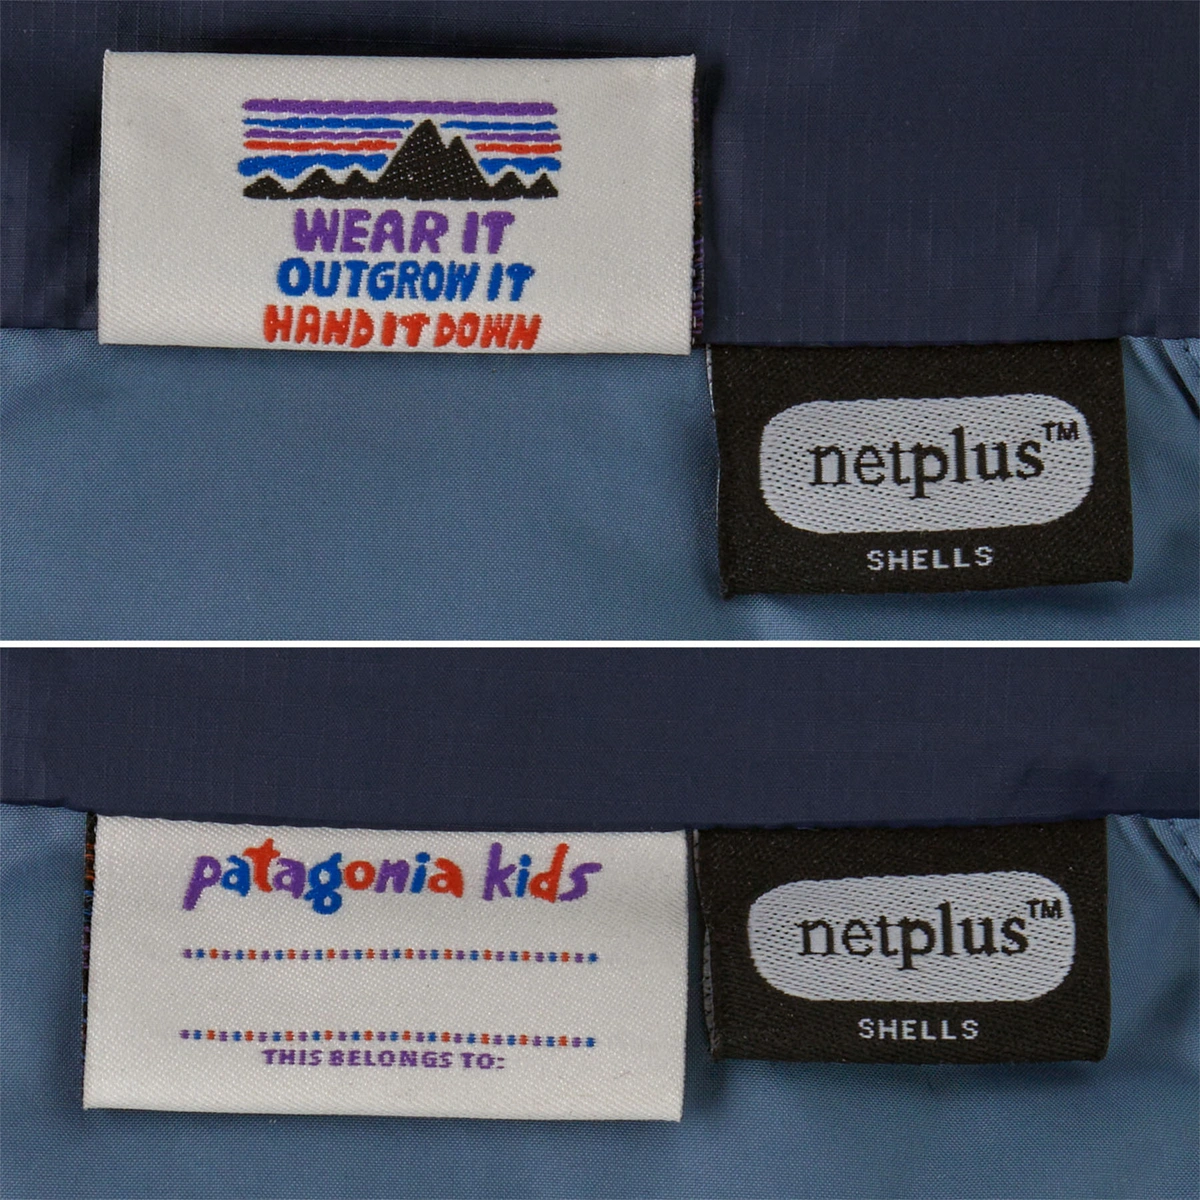 WEAR IT
OUTGROW IT
HAND IT DOWN
netplus™
SHELLS
patagonia kids
THIS BELONGS TO:
netplus™
SHELLS